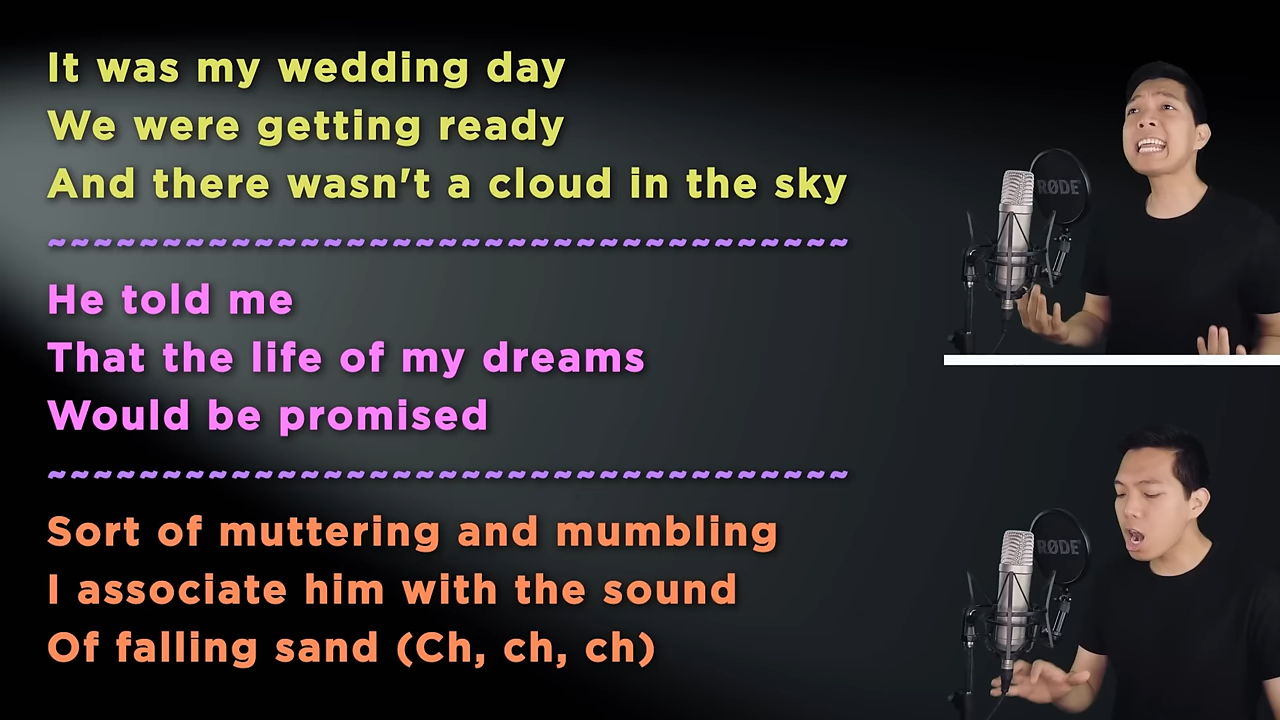 It was my wedding day
We were getting ready
And there wasn't a cloud in the sky
~~~~~~~~~~~~~~~~~~~~~~~~~~~~~~~~~~~
He told me
That the life of my dreams
Would be promised
~~~~~~~~~~~~~~~~~~~~~~~~~~~~~~~~~~~
Sort of muttering and mumbling
I associate him with the sound
Of falling sand (Ch, ch, ch)
RØDE
RØDE